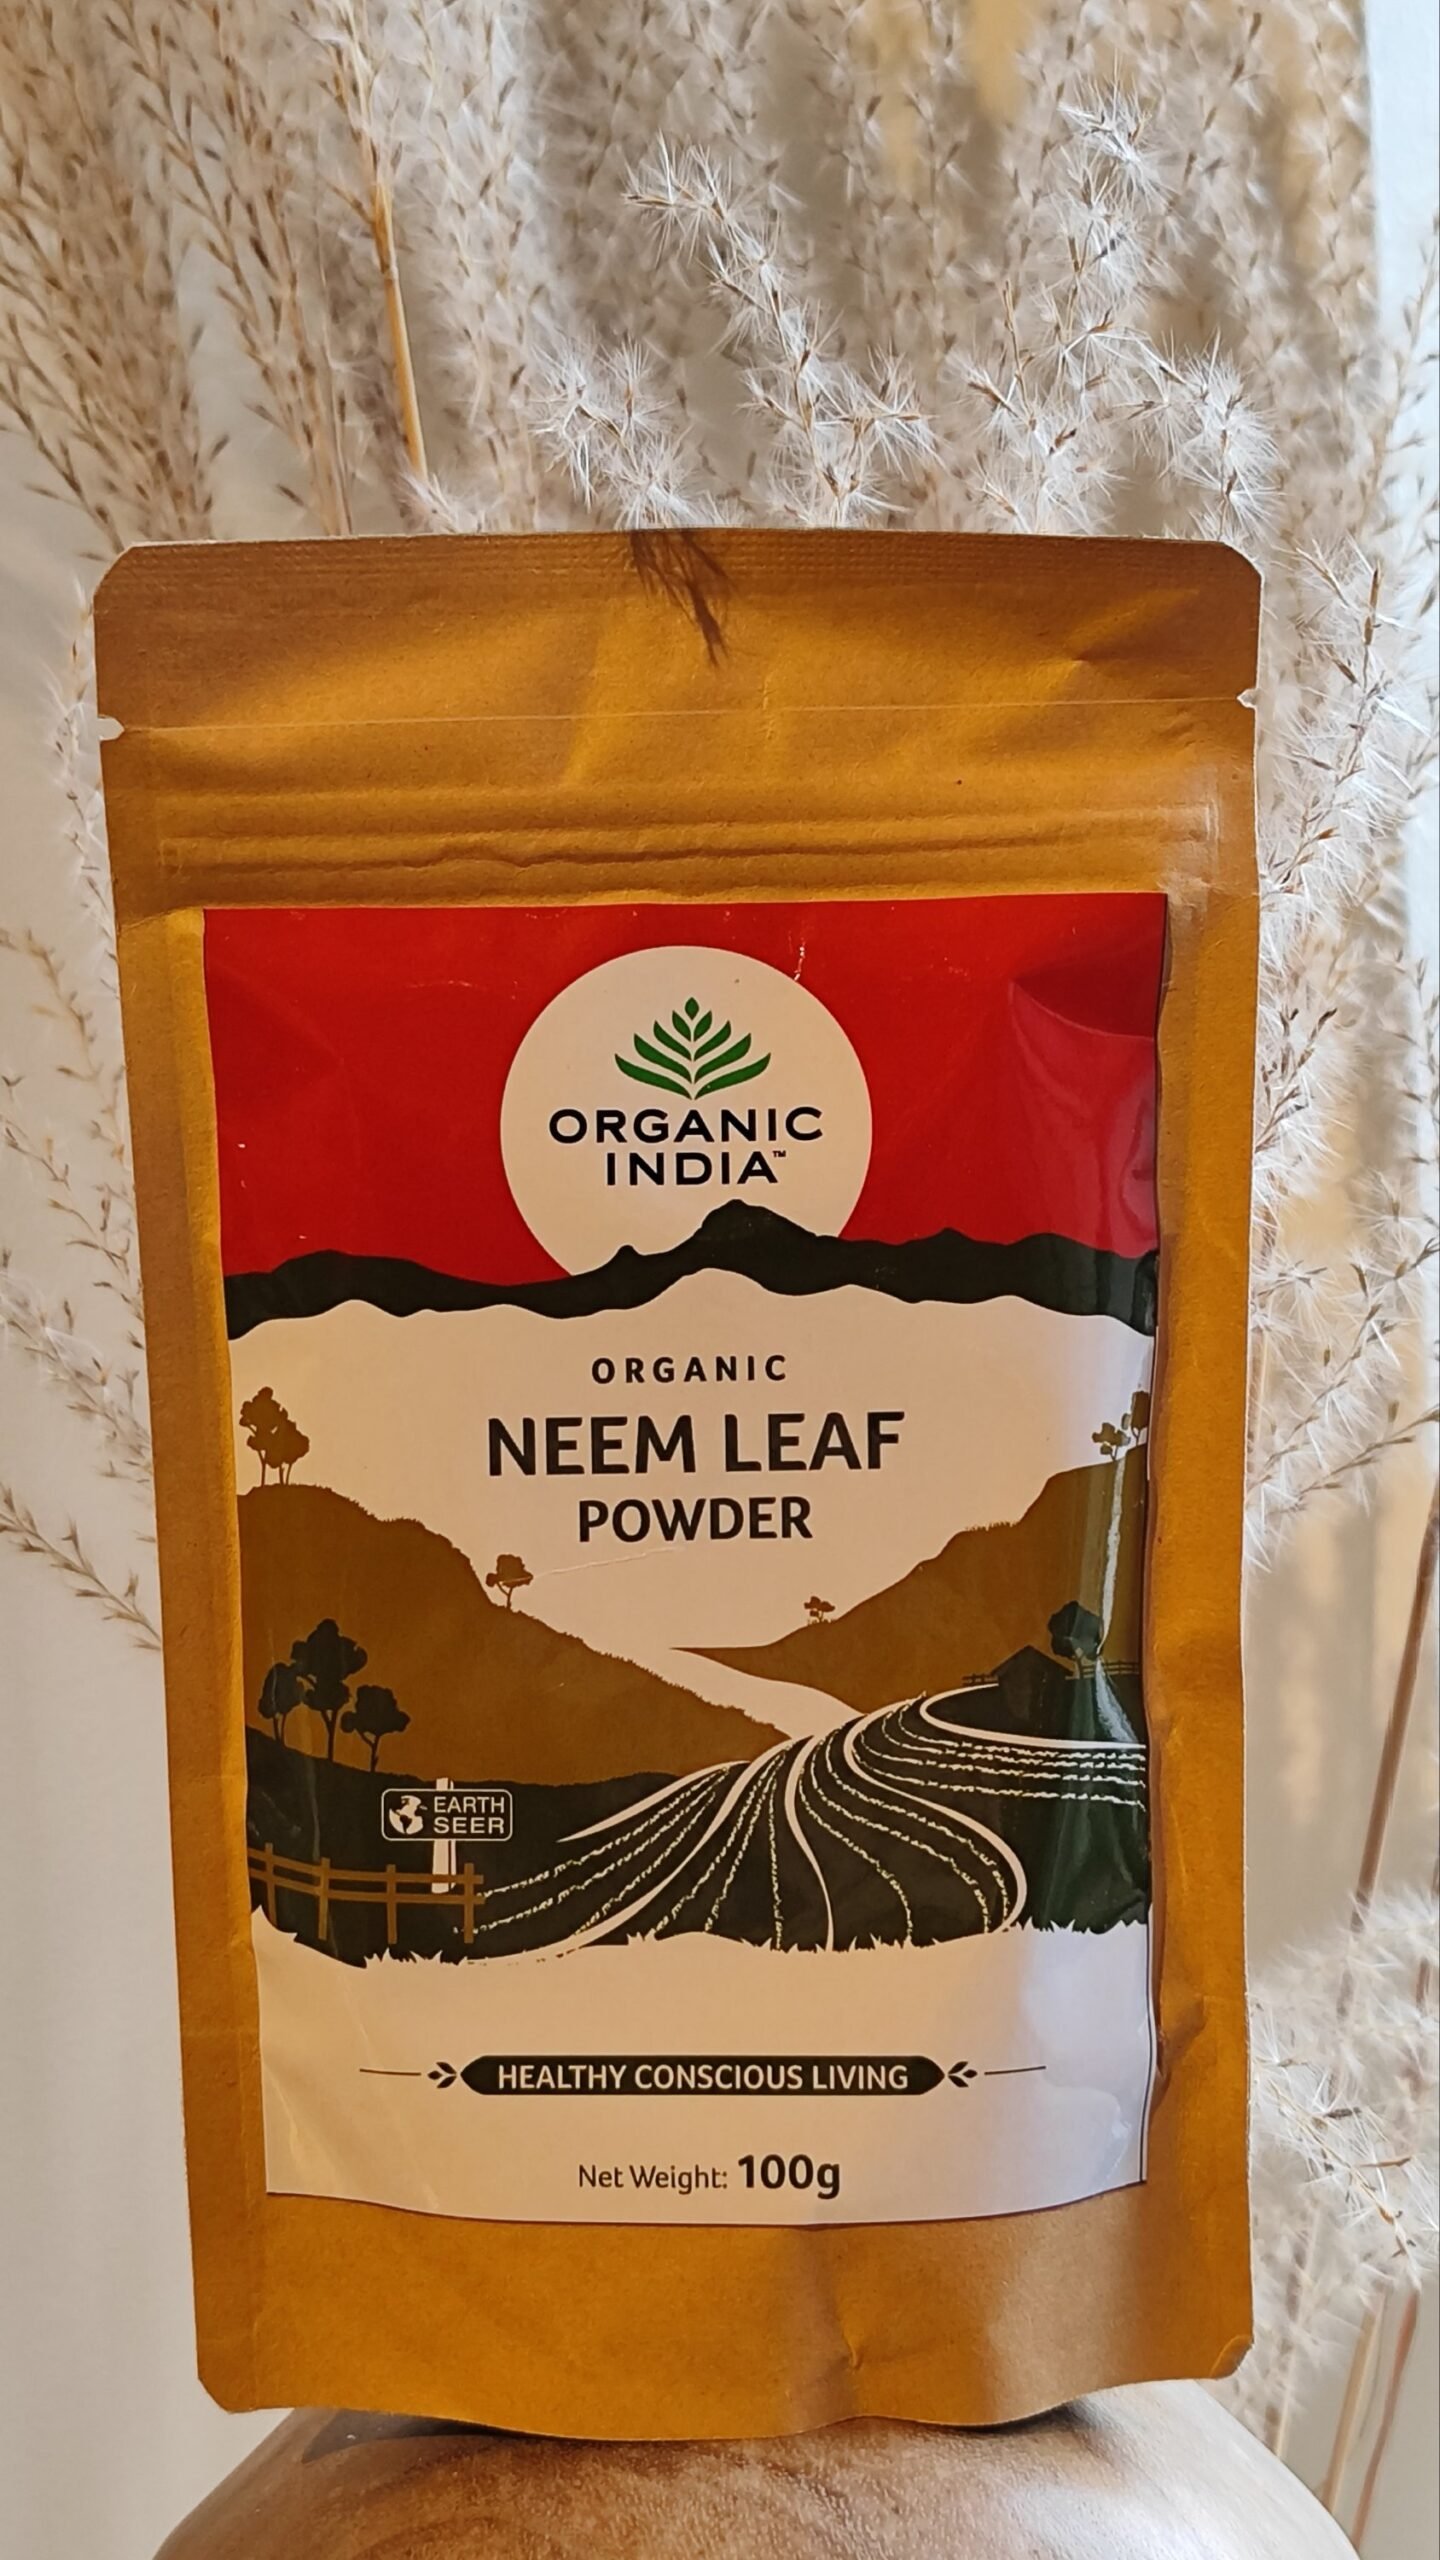 ORGANIC
INDIA™
ORGANIC
NEEM LEAF
POWDER
EARTH
SEER
HEALTHY CONSCIOUS LIVING
Net Weight: 100g